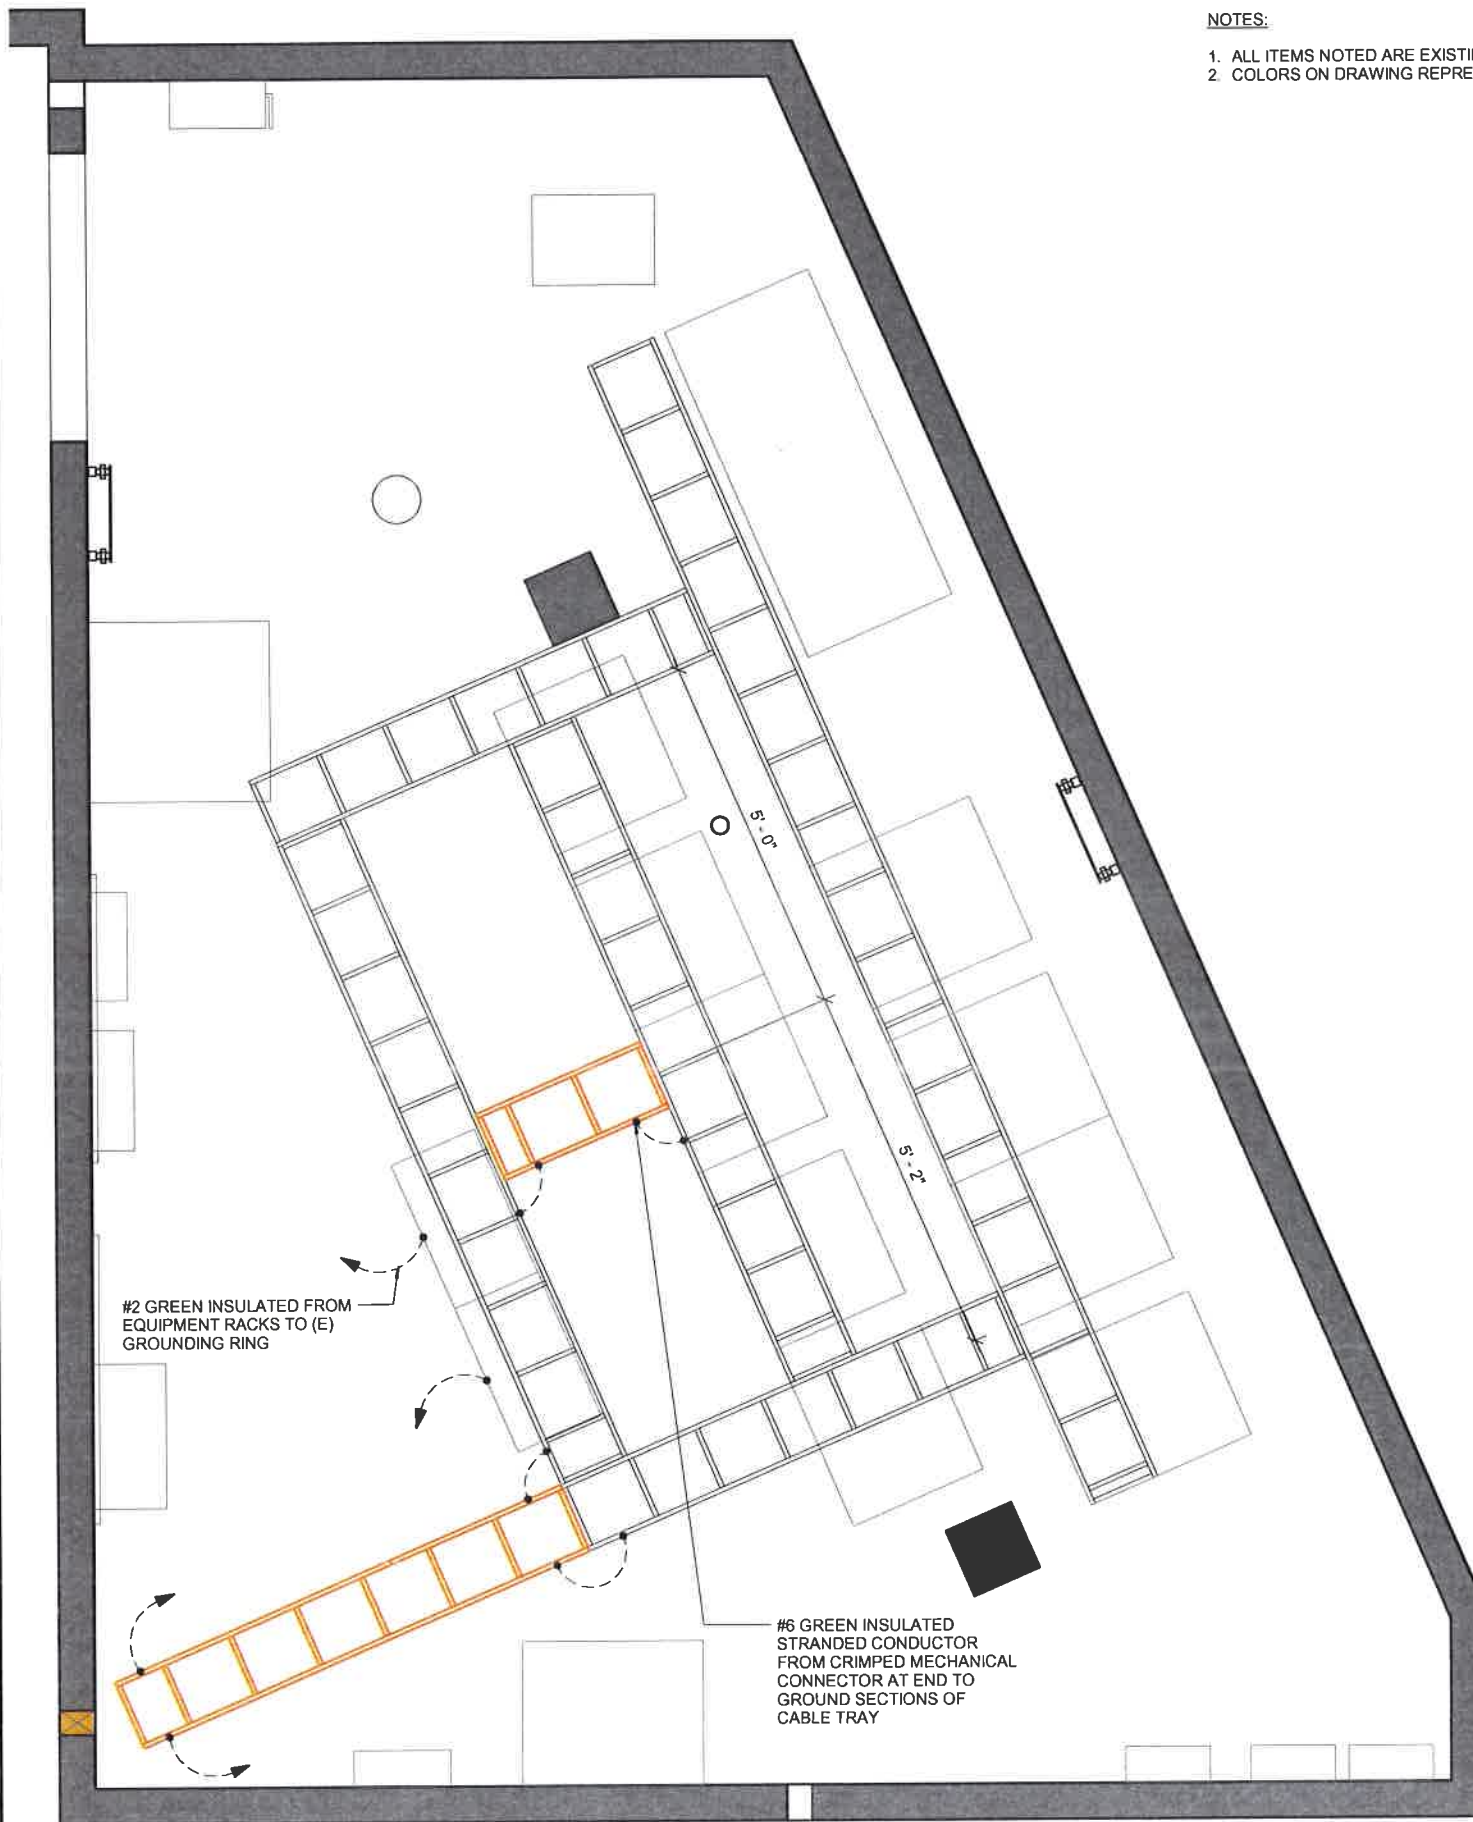 NOTES:
1. ALL ITEMS NOTED ARE
2. COLORS ON DRAWING
5' - 0"
5' - 2"
#2 GREEN INSULATED FROM
EQUIPMENT RACKS TO (E)
GROUNDING RING
#6 GREEN INSULATED
STRANDED CONDUCTOR
FROM CRIMPED MECHANICAL
CONNECTOR AT END TO
GROUND SECTIONS OF
CABLE TRAY